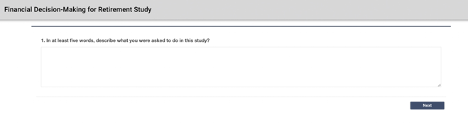 Financial Decision-Making for Retirement Study
1. In at least five words, describe what you were asked to do in this study?
Next